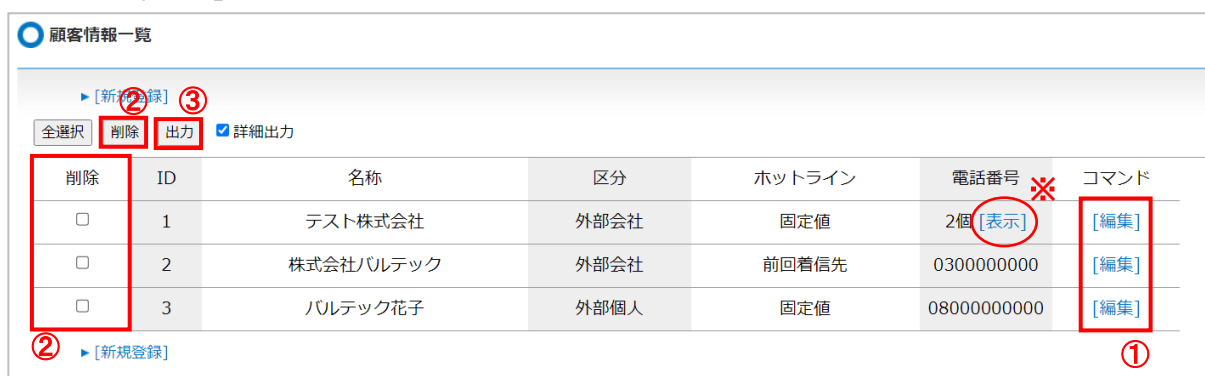 顧客情報一覧
▶[新規登録]
② ③
全選択 削除 出力 詳細出力
削除 ID 名称 区分 ホットライン 電話番号 ※ コマンド
1 テスト株式会社 外部会社 固定値 2個 [表示] [編集]
2 株式会社バルテック 外部会社 前回着信先 0300000000 [編集]
3 バルテック花子 外部個人 固定値 08000000000 [編集]
② ▶[新規登録] ①